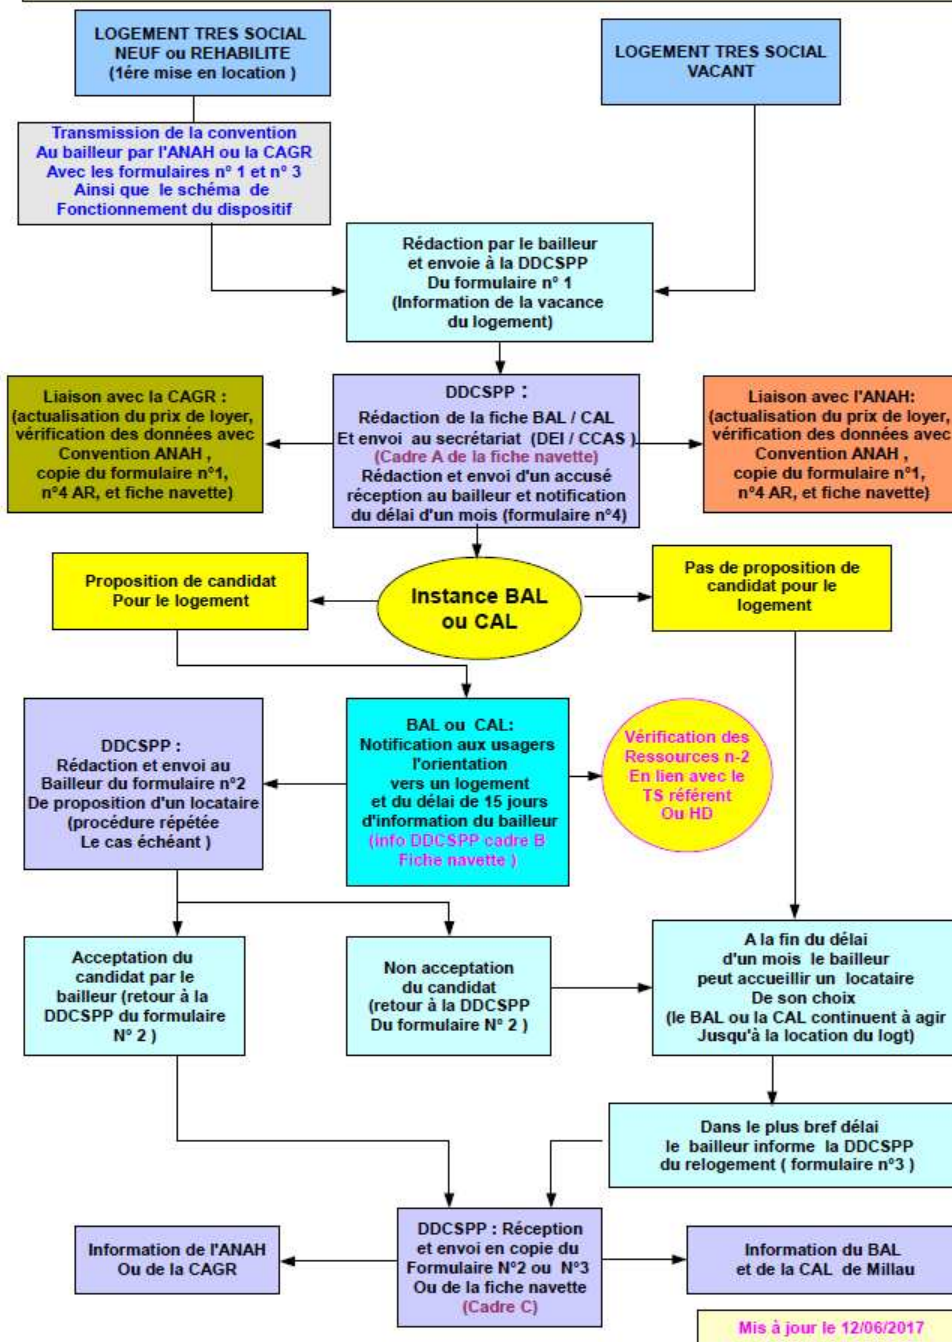 LOGEMENT TRES SOCIAL
NEUF ou REHABILITE
(1ére mise en location )
LOGEMENT TRES SOCIAL
VACANT
Transmission de la convention
Au bailleur par l'ANAH ou la CAGR
Avec les formulaires n° 1 et n° 3
Ainsi que le schéma de
Fonctionnement du dispositif
Rédaction par le bailleur
et envoie à la DDCSPP
Du formulaire n° 1
(Information de la vacance
du logement)
Liaison avec la CAGR :
(actualisation du prix de loyer,
vérification des données avec
Convention ANAH ,
copie du formulaire n°1,
n°4 AR, et fiche navette)
DDCSPP :
Rédaction de la fiche BAL / CAL
Et envoi au secrétariat (DEI / CCAS )
(Cadre A de la fiche navette)
Rédaction et envoi d'un accusé
réception au bailleur et notification
du délai d'un mois (formulaire n°4)
Liaison avec l'ANAH:
(actualisation du prix de loyer,
vérification des données avec
Convention ANAH ,
copie du formulaire n°1,
n°4 AR, et fiche navette)
Proposition de candidat
Pour le logement
Instance BAL
ou CAL
Pas de proposition de
candidat pour le
logement
DDCSPP :
Rédaction et envoi au
Bailleur du formulaire n°2
De proposition d'un locataire
(procédure répétée
Le cas échéant )
BAL ou CAL:
Notification aux usagers
l'orientation
vers un logement
et du délai de 15 jours
d'information du bailleur
(info DDCSPP cadre B
Fiche navette )
Vérification des
Ressources n-2
En lien avec le
TS référent
Ou HD
Acceptation du
candidat par le
bailleur (retour à la
DDCSPP du formulaire
N° 2 )
Non acceptation
du candidat
(retour à la DDCSPP
Du formulaire N° 2 )
A la fin du délai
d'un mois le bailleur
peut accueillir un locataire
De son choix
(le BAL ou la CAL continuent à agir
Jusqu'à la location du logt)
Dans le plus bref délai
le bailleur informe la DDCSPP
du relogement ( formulaire n°3 )
Information de l'ANAH
Ou de la CAGR
DDCSPP : Réception
et envoi en copie du
Formulaire N°2 ou N°3
Ou de la fiche navette
(Cadre C)
Information du BAL
et de la CAL de Millau
Mis à jour le 12/06/2017